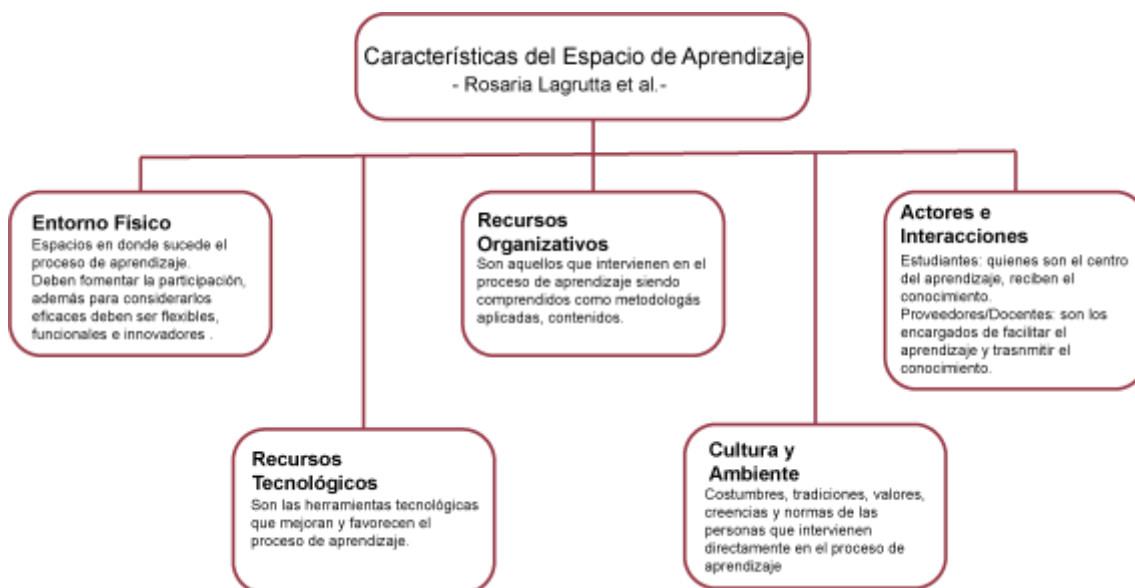 Características del Espacio de Aprendizaje
- Rosaria Lagrutta et al.-
Entorno Físico
Espacios en donde sucede el
proceso de aprendizaje.
Deben fomentar la participación,
además para considerarlos
eficaces deben ser flexibles,
funcionales e innovadores .
Recursos
Organizativos
Son aquellos que intervienen en el
proceso de aprendizaje siendo
comprendidos como metodologás
aplicadas, contenidos.
Actores e
Interacciones
Estudiantes: quienes son el centro
del aprendizaje, reciben el
conocimiento.
Proveedores/Docentes: son los
encargados de facilitar el
aprendizaje y trasnmitir el
conocimiento.
Recursos
Tecnológicos
Son las herramientas tecnológicas
que mejoran y favorecen el
proceso de aprendizaje.
Cultura y
Ambiente
Costumbres, tradiciones, valores,
creencias y normas de las
personas que intervienen
directamente en el proceso de
aprendizaje